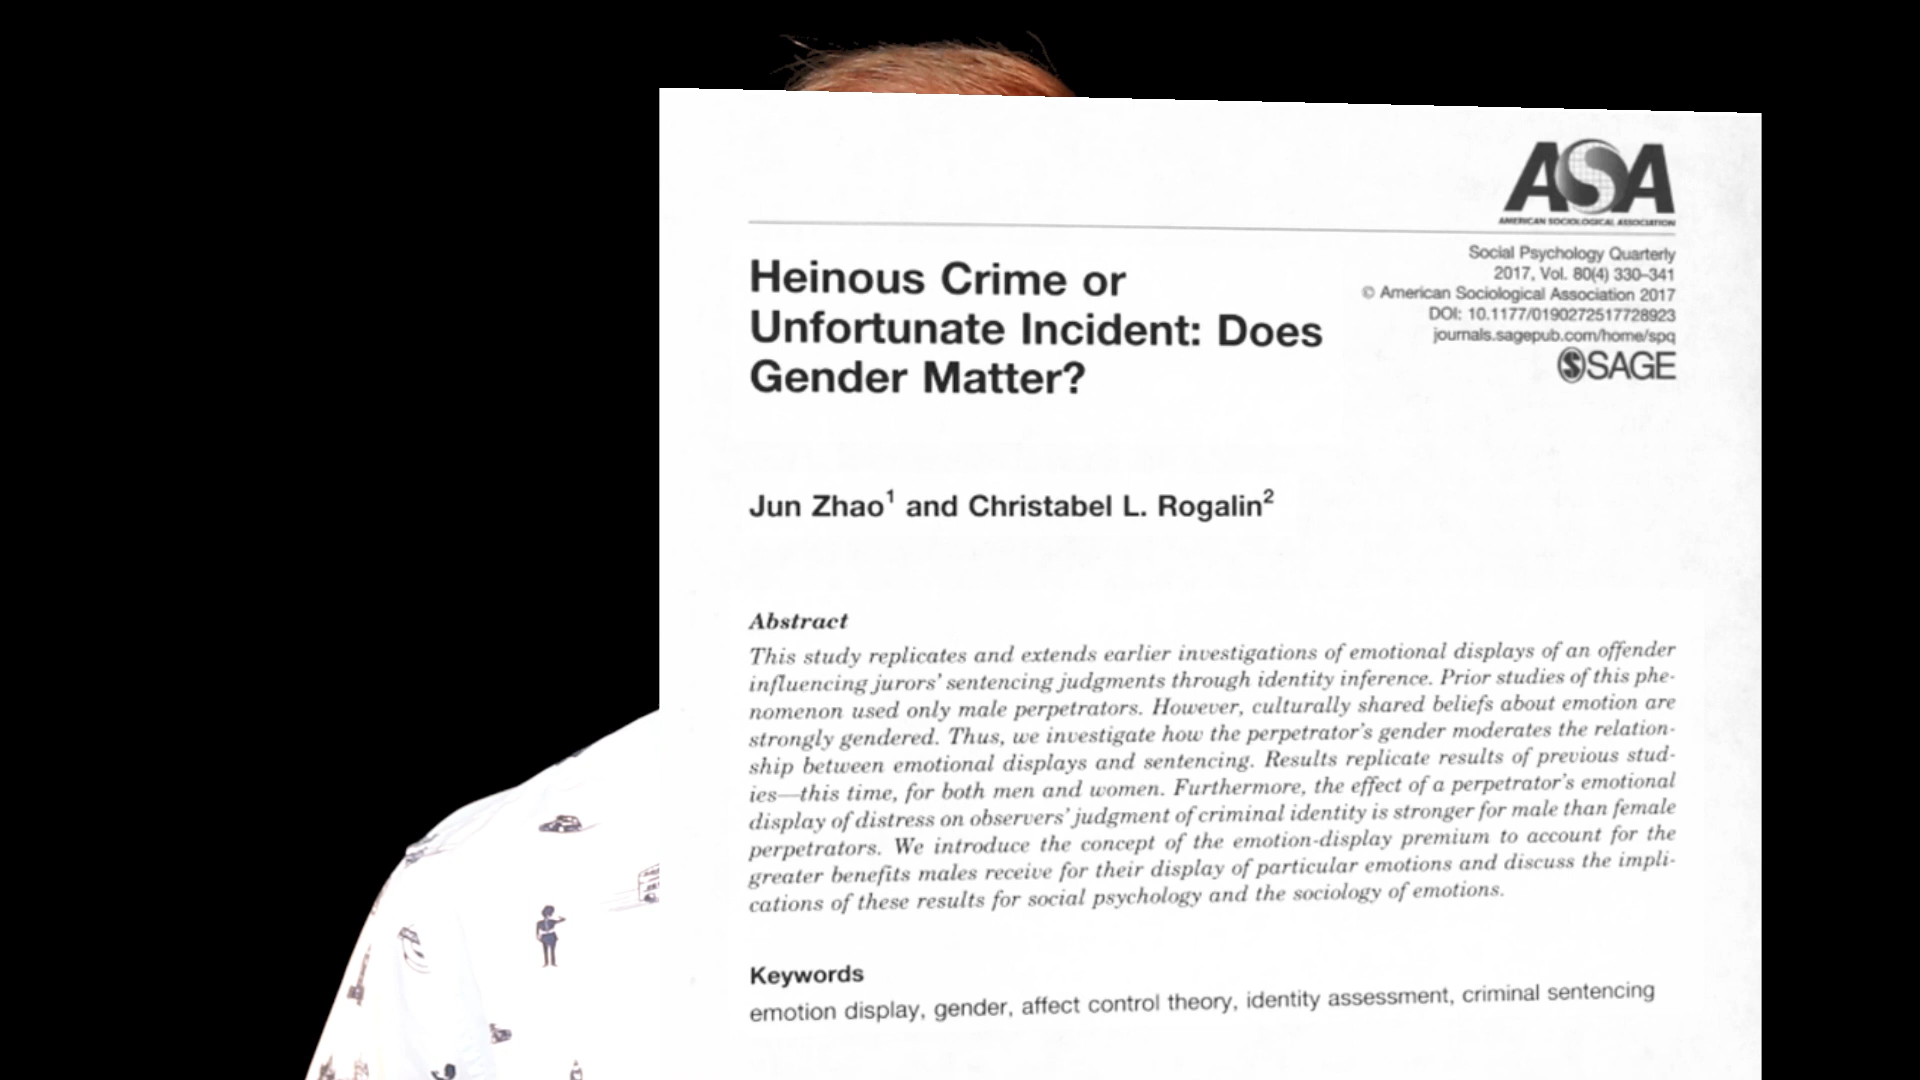 ASA
AMERICAN SOCIOLOGICAL ASSOCIATION
Social Psychology Quarterly
2017, Vol. 80(4) 330–341
© American Sociological Association 2017
DOI: 10.1177/0190272517728923
journals.sagepub.com/home/spq
SAGE
Heinous Crime or
Unfortunate Incident: Does
Gender Matter?
Jun Zhao¹ and Christabel L. Rogalin²
Abstract
This study replicates and extends earlier investigations of emotional displays of an offender
influencing jurors’ sentencing judgments through identity inference. Prior studies of this phe-
nomenon used only male perpetrators. However, culturally shared beliefs about emotion are
strongly gendered. Thus, we investigate how the perpetrator’s gender moderates the relation-
ship between emotional displays and sentencing. Results replicate results of previous stud-
ies—this time, for both men and women. Furthermore, the effect of a perpetrator’s emotional
display of distress on observers’ judgment of criminal identity is stronger for male than female
perpetrators. We introduce the concept of the emotion-display premium to account for the
greater benefits males receive for their display of particular emotions and discuss the impli-
cations of these results for social psychology and the sociology of emotions.
Keywords
emotion display, gender, affect control theory, identity assessment, criminal sentencing